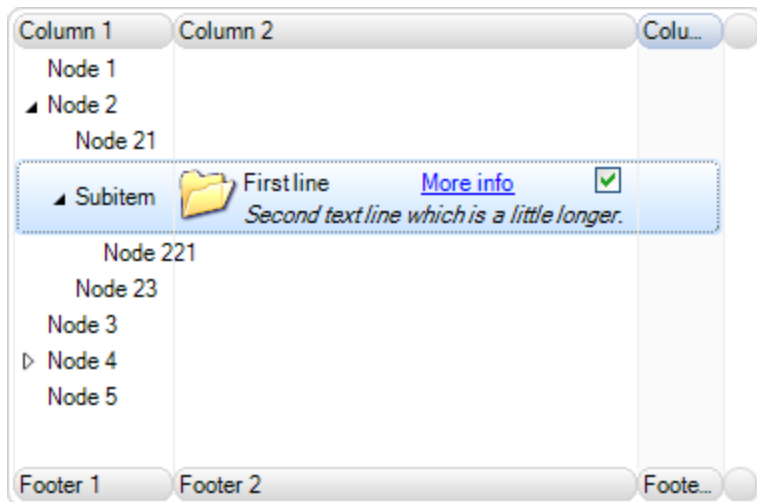 Column 1 Column 2 Colu...
Node 1
Node 2
Node 21
Subitem First line More info
Second text line which is a little longer.
Node 221
Node 23
Node 3
Node 4
Node 5
Footer 1 Footer 2 Foote...